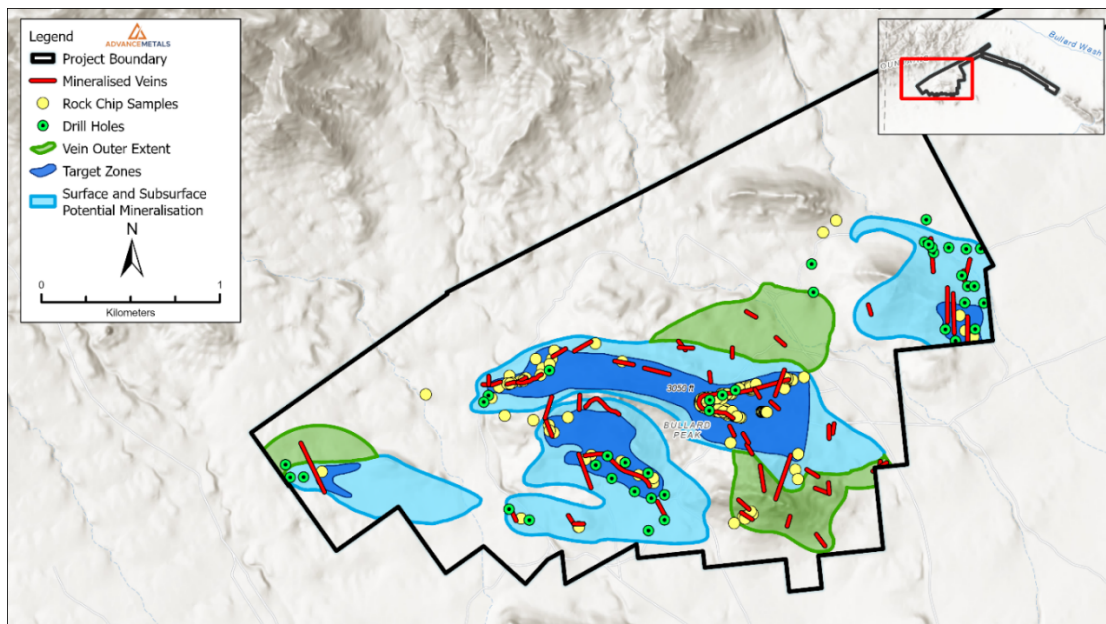 Legend
ADVANCEMETALS
Project Boundary
Mineralised Veins
Rock Chip Samples
Drill Holes
Vein Outer Extent
Target Zones
Surface and Subsurface
Potential Mineralisation
N
0
1
Kilometers
Bullard Wash
3050 ft
BULLARD
PEAK